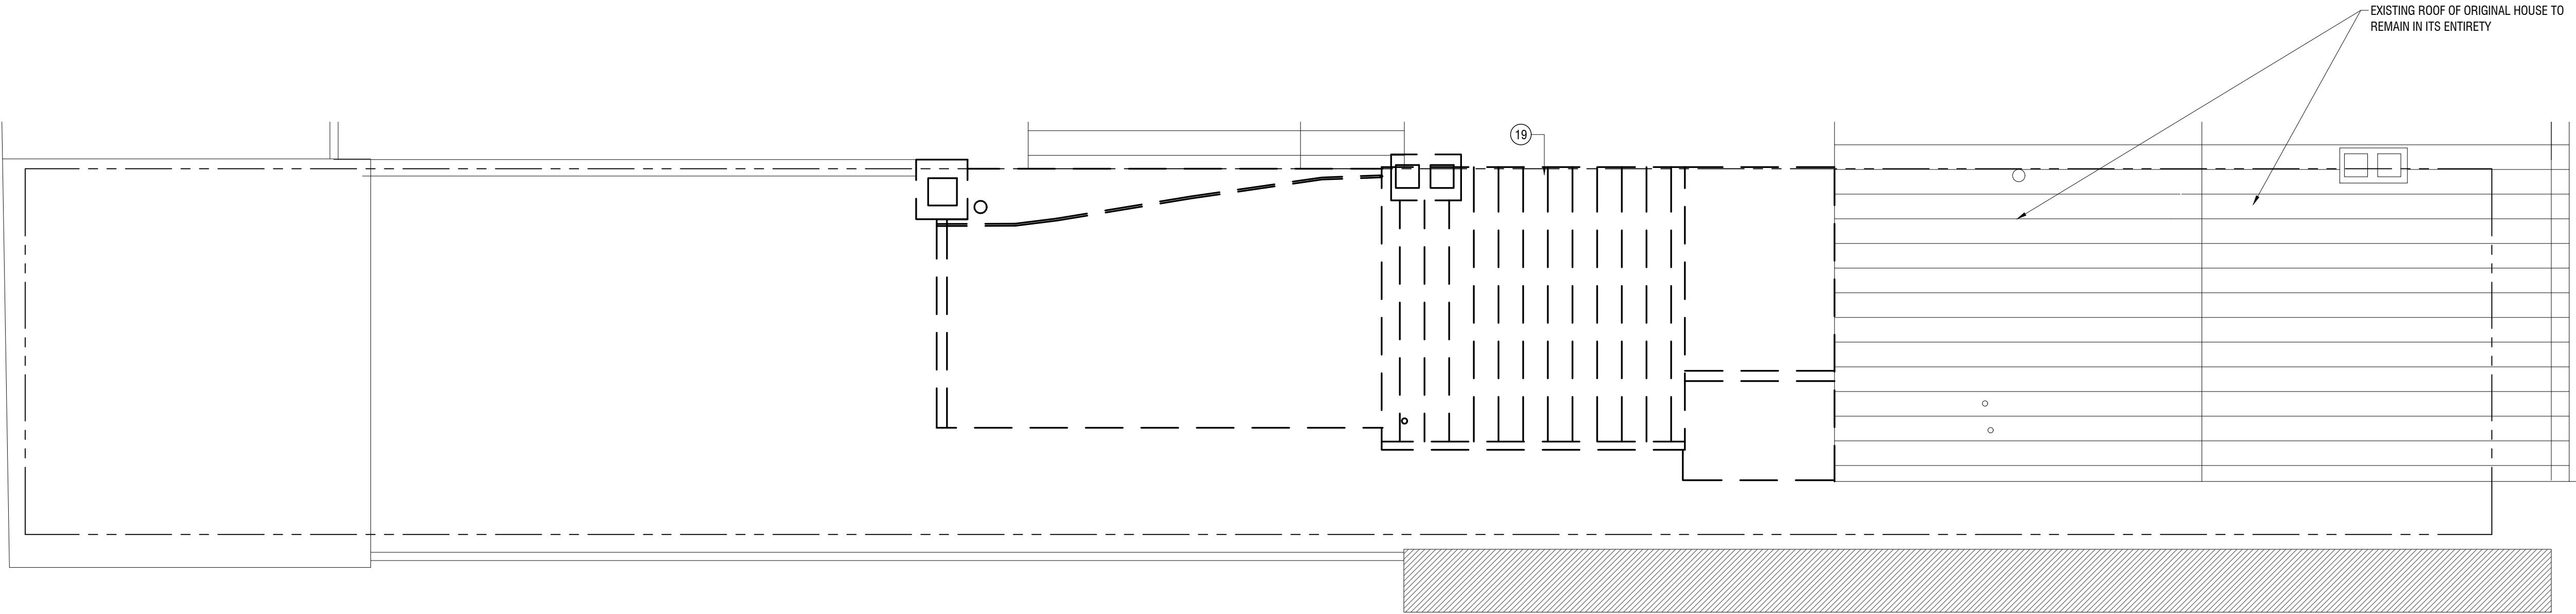 EXISTING ROOF OF ORIGINAL HOUSE TO
REMAIN IN ITS ENTIRETY
19